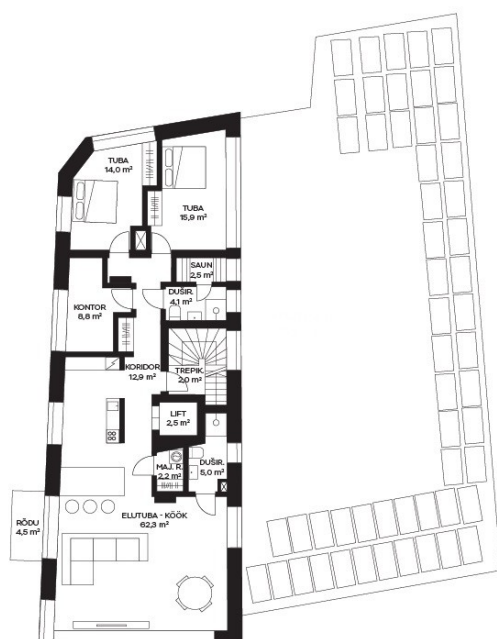 TUBA
14,0 m²
TUBA
15,9 m²
SAUN
2,5 m²
DUŠIR.
4,1 m²
KONTOR
8,8 m²
KORIDOR
12,9 m²
TREPIK.
2,0 m²
LIFT
2,5 m²
MAJ. R.
2,2 m²
DUŠIR.
5,0 m²
RÕDU
4,5 m²
ELUTUBA - KÖÖK
62,3 m²